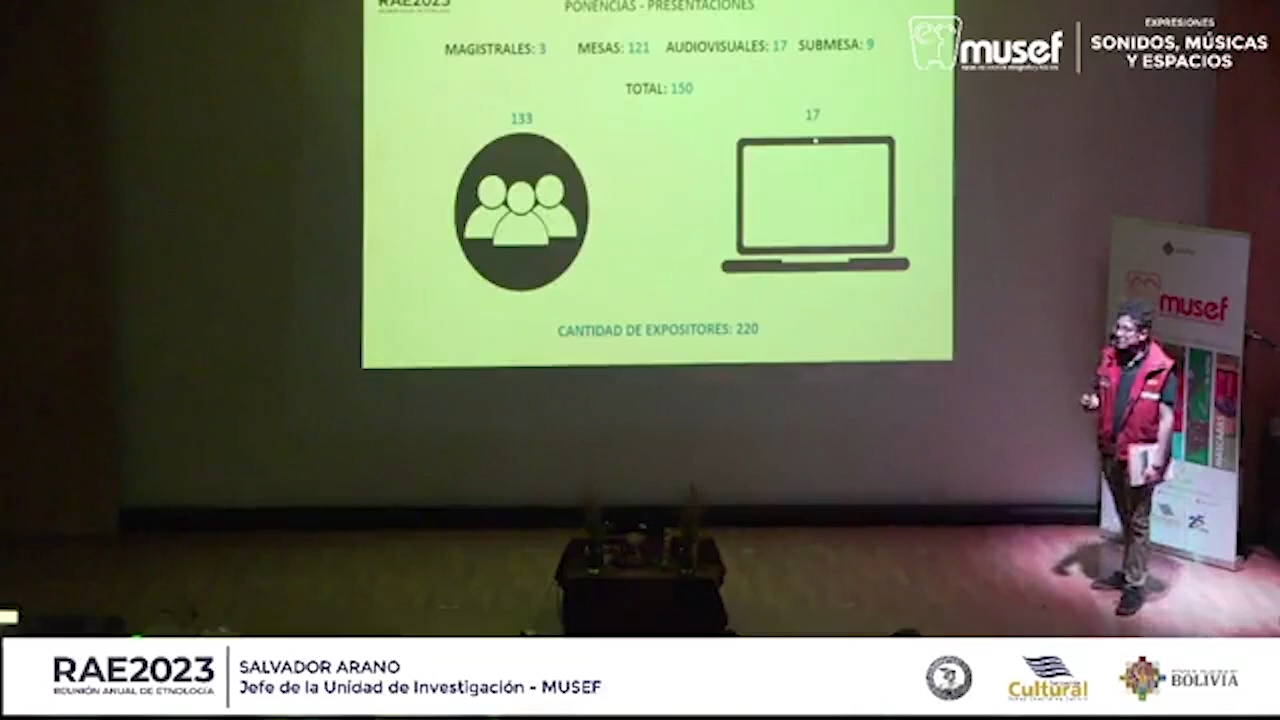 RAE2023
PONENCIAS - PRESENTACIONES
MAGISTRALES: 3 MESAS: 121 AUDIOVISUALES: 17 SUBMESA: 9
TOTAL: 150
133
17
CANTIDAD DE EXPOSITORES: 220
musef
EXPRESIONES
SONIDOS, MÚSICAS
Y ESPACIOS
musef
25
RAE2023
REUNIÓN ANUAL DE ETNOLOGÍA
SALVADOR ARANO
Jefe de la Unidad de Investigación - MUSEF
Cultural
BOLIVIA